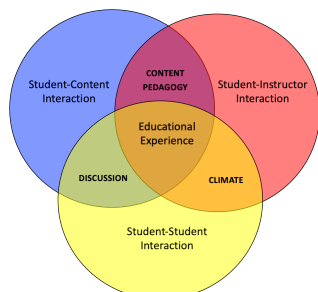 CONTENT
PEDAGOGY
Student-Content
Interaction
Student-Instructor
Interaction
Educational
Experience
DISCUSSION
CLIMATE
Student-Student
Interaction